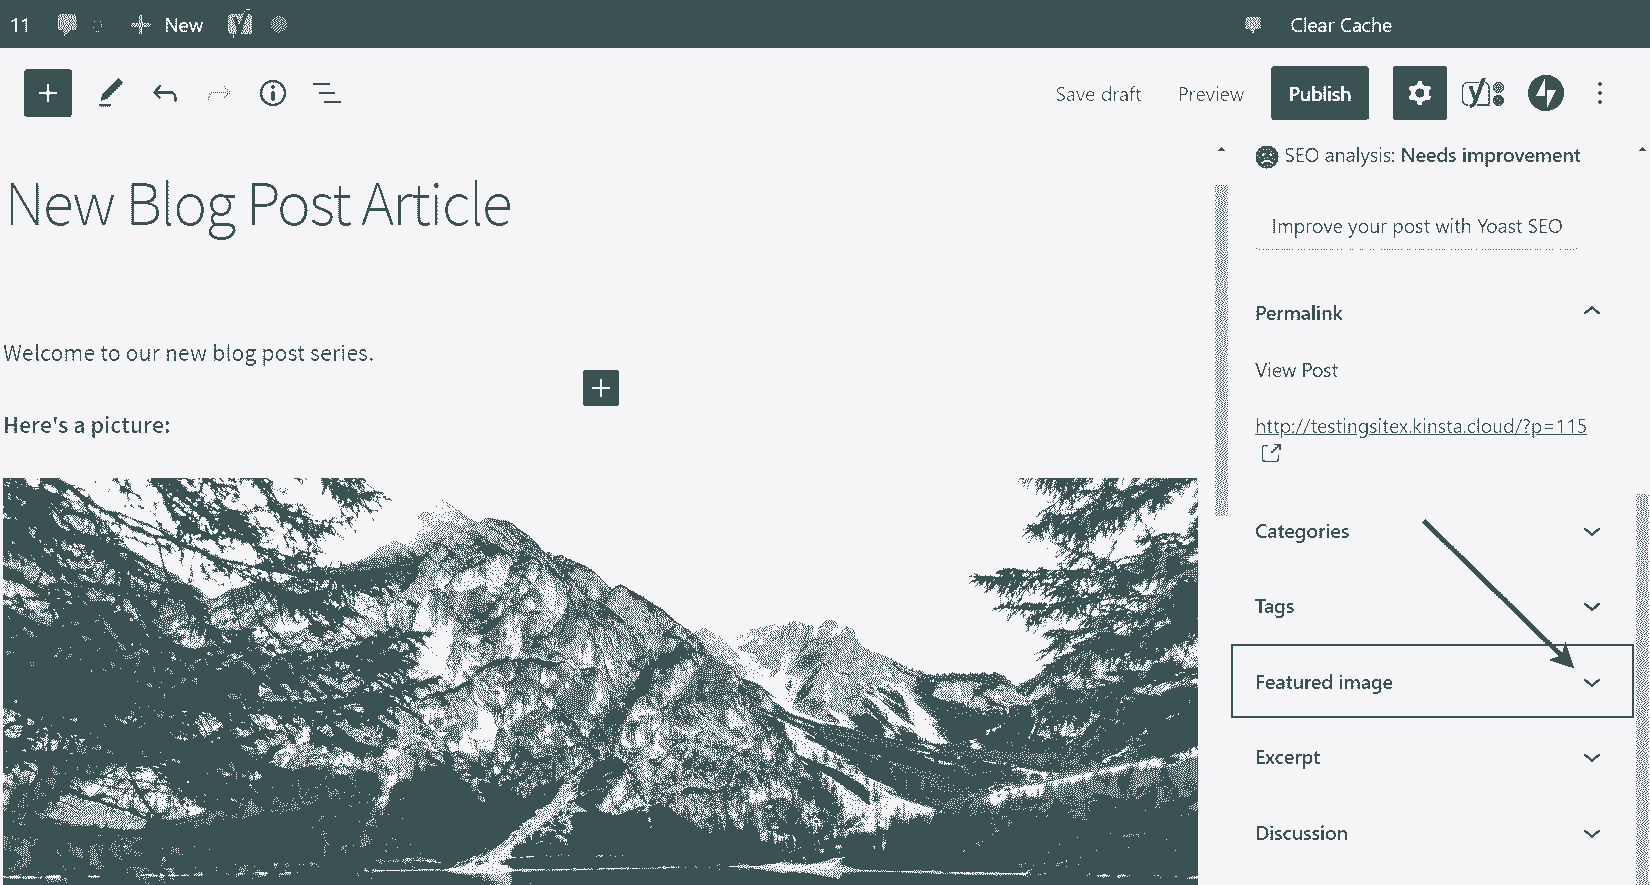 11 0 New Clear Cache
Save draft Preview Publish
SEO analysis: Needs improvement
New Blog Post Article
Improve your post with Yoast SEO
Permalink
Welcome to our new blog post series.
View Post
Here's a picture:
http://testingsitex.kinsta.cloud/?p=115
Categories
Tags
Featured image
Excerpt
Discussion